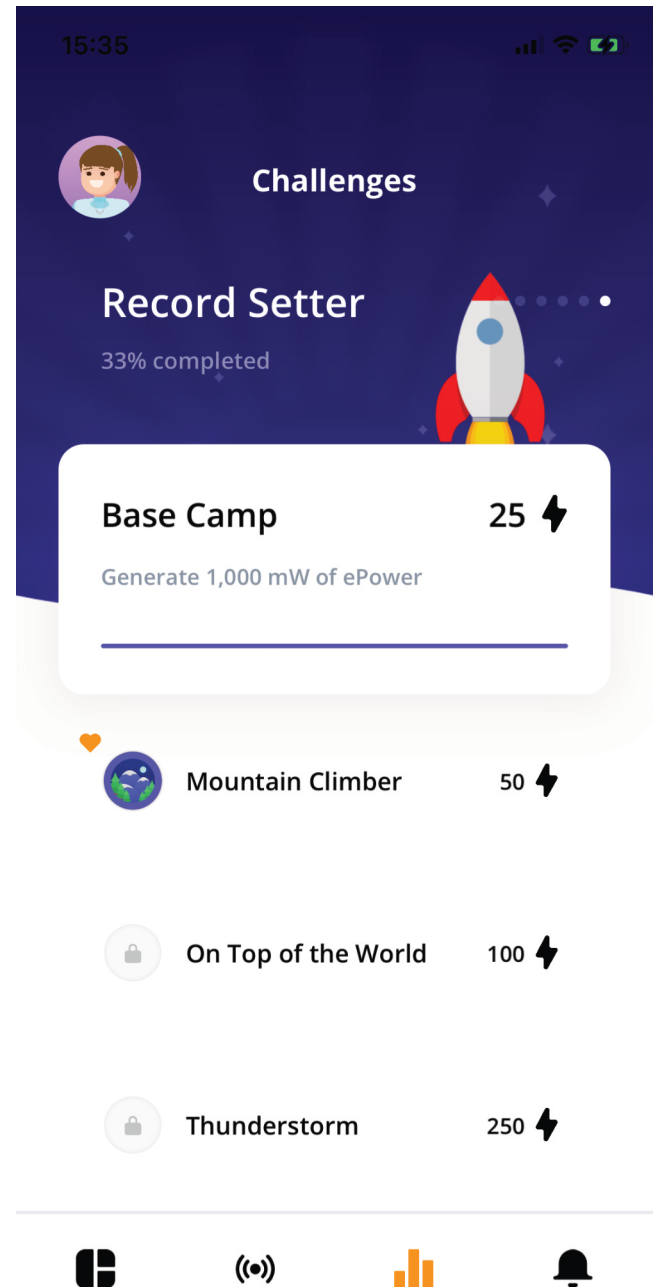 15:35
Challenges
Record Setter
33% completed
Base Camp 25
Generate 1,000 mW of ePower
Mountain Climber 50
On Top of the World 100
Thunderstorm 250